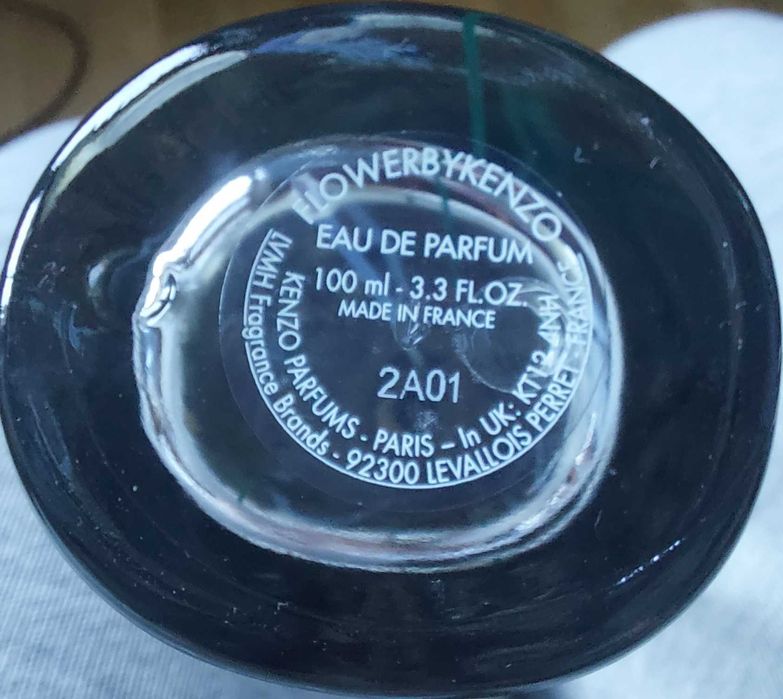 FLOWERBYKENZO
EAU DE PARFUM
100 ml - 3.3 FL.OZ.
MADE IN FRANCE
2A01
KENZO PARFUMS - PARIS – In UK: KT12 4NH
LVMH Fragrance Brands - 92300 LEVALLOIS PERRET - FRANCE